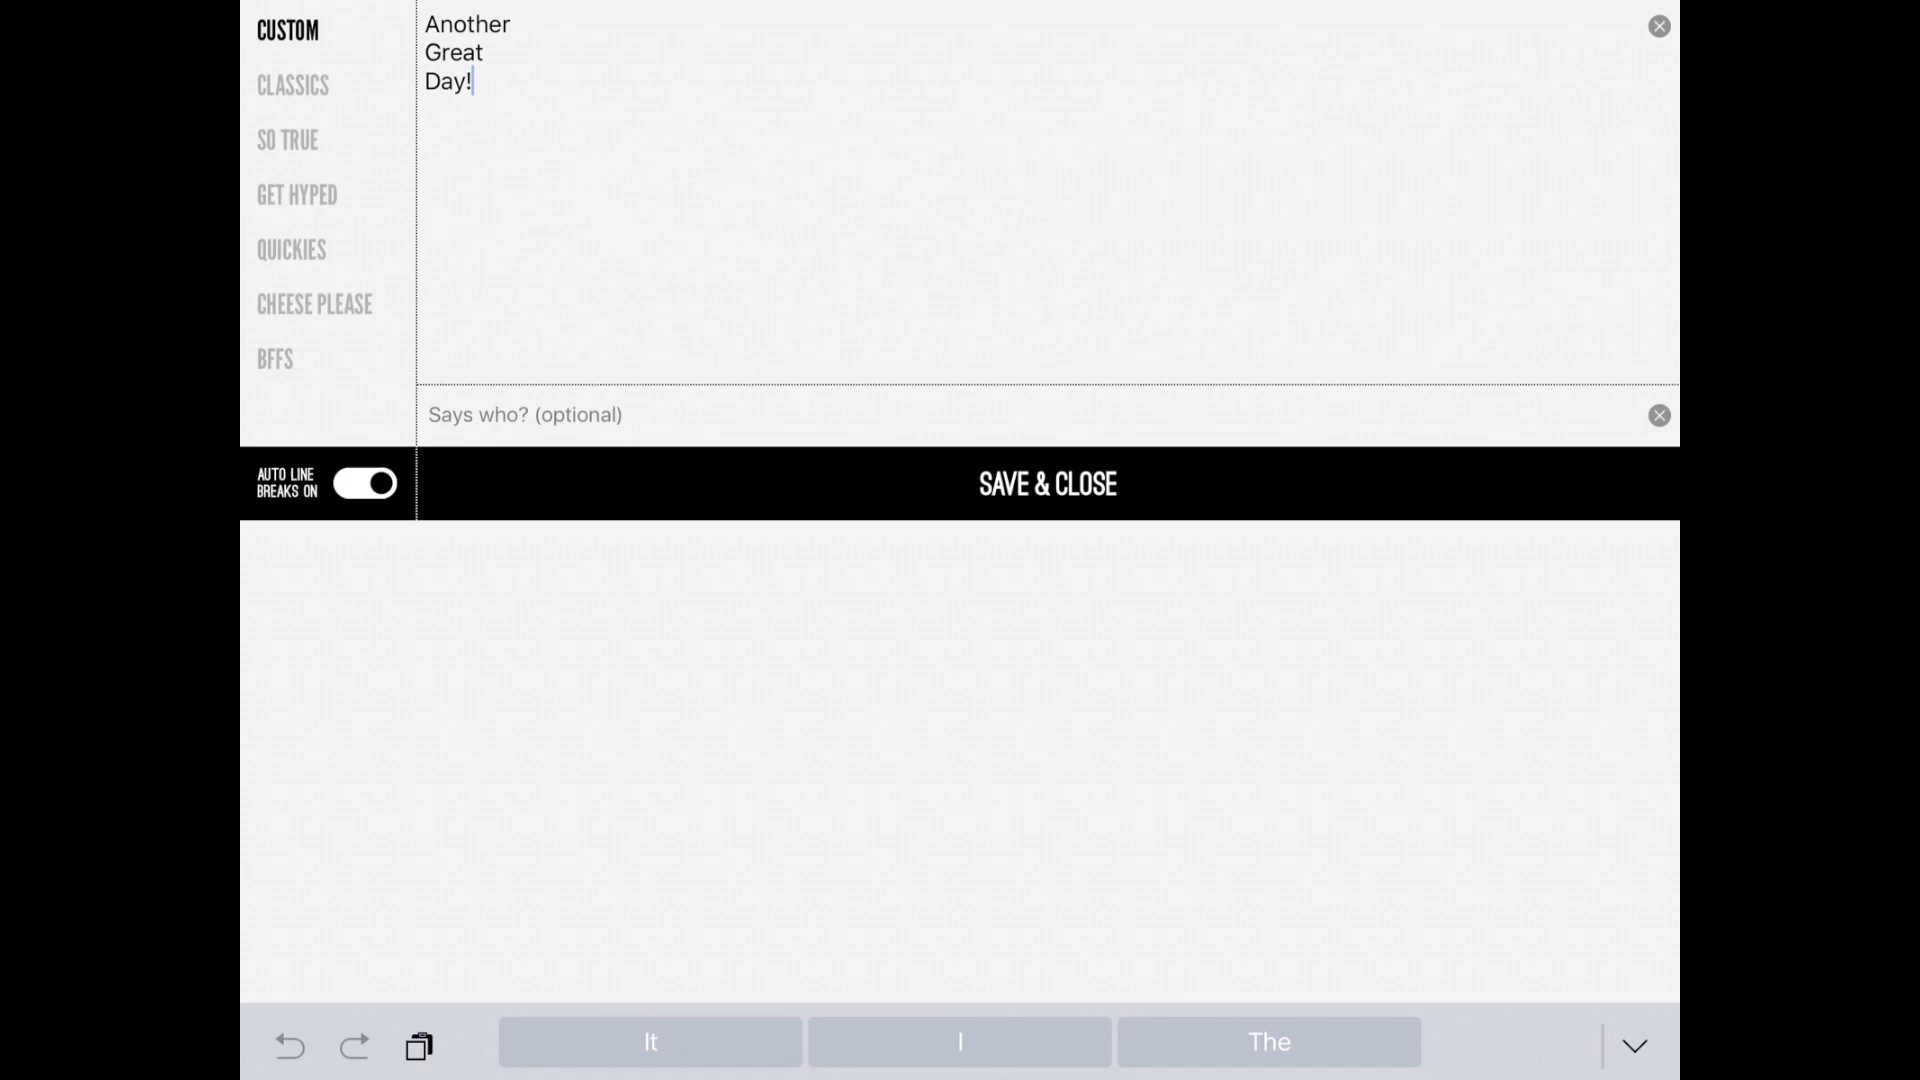 CUSTOM
CLASSICS
SO TRUE
GET HYPED
QUICKIES
CHEESE PLEASE
BFFS
Another
Great
Day!
Says who? (optional)
AUTO LINE
BREAKS ON
SAVE & CLOSE
It
I
The